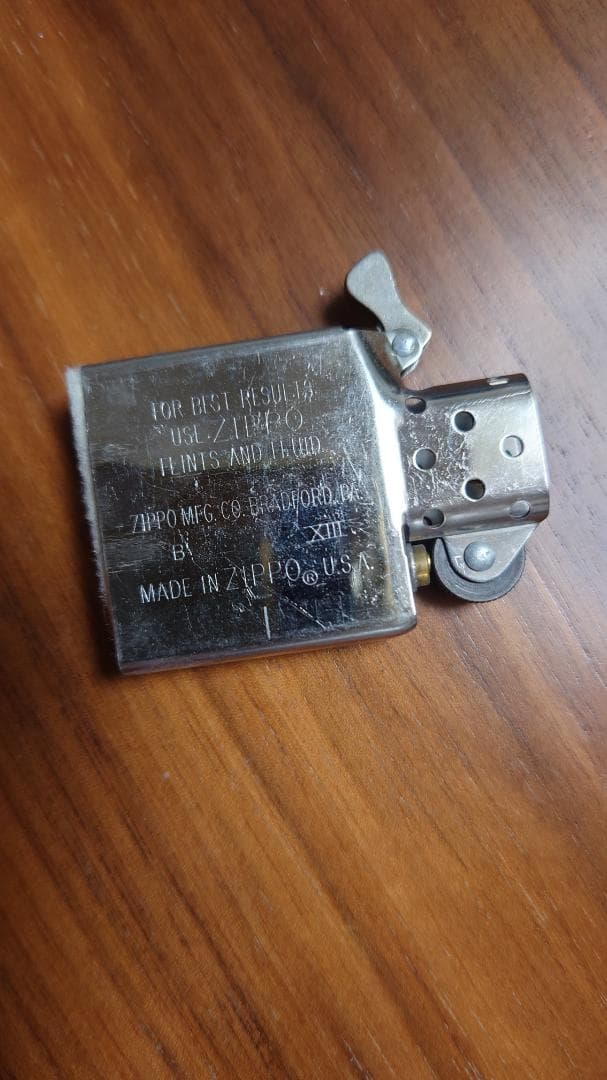 FOR BEST RESULTS
USE ZIPPO
FLINTS AND FLUID
ZIPPO MFG. CO. BRADFORD, PA.
B XIII
MADE IN ZIPPO® U.S.A.